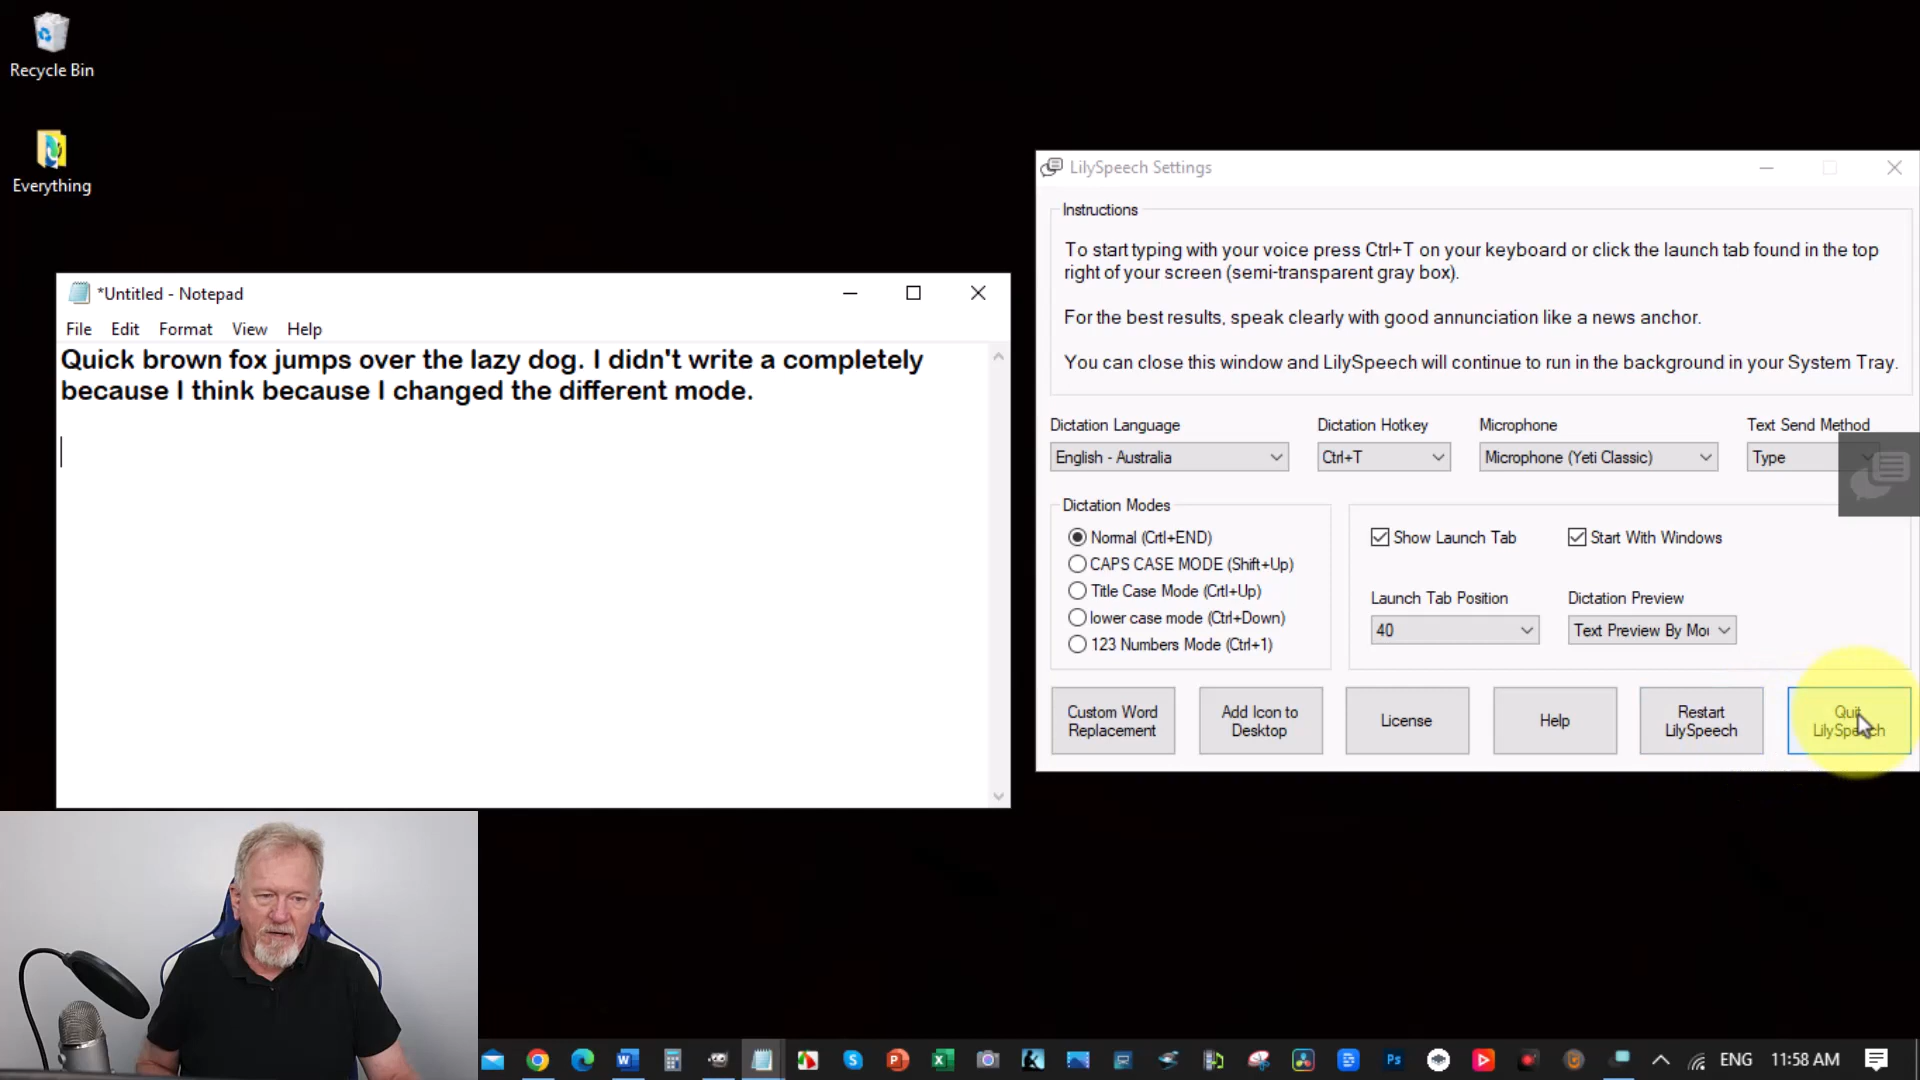 Recycle Bin
Everything
*Untitled - Notepad
File Edit Format View Help
Quick brown fox jumps over the lazy dog. I didn't write a completely
because I think because I changed the different mode.
LilySpeech Settings
Instructions
To start typing with your voice press Ctrl+T on your keyboard or click the launch tab found in the top
right of your screen (semi-transparent gray box).
For the best results, speak clearly with good annunciation like a news anchor.
You can close this window and LilySpeech will continue to run in the background in your System Tray.
Dictation Language Dictation Hotkey Microphone Text Send Method
English - Australia Ctrl+T Microphone (Yeti Classic) Type
Dictation Modes
Normal (Crtl+END)
CAPS CASE MODE (Shift+Up)
Title Case Mode (Crtl+Up)
lower case mode (Ctrl+Down)
123 Numbers Mode (Ctrl+1)
Show Launch Tab Start With Windows
Launch Tab Position Dictation Preview
40 Text Preview By Mo
Custom Word
Replacement
Add Icon to
Desktop
License
Help
Restart
LilySpeech
Quit
LilySpeech
ENG 11:58 AM